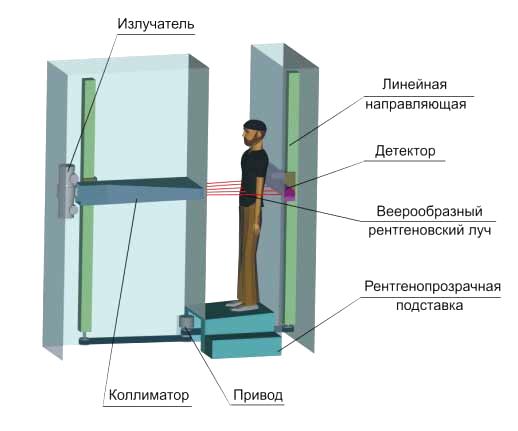 Излучатель
Линейная
направляющая
Детектор
Веерообразный
рентгеновский луч
Рентгенопрозрачная
подставка
Коллиматор
Привод